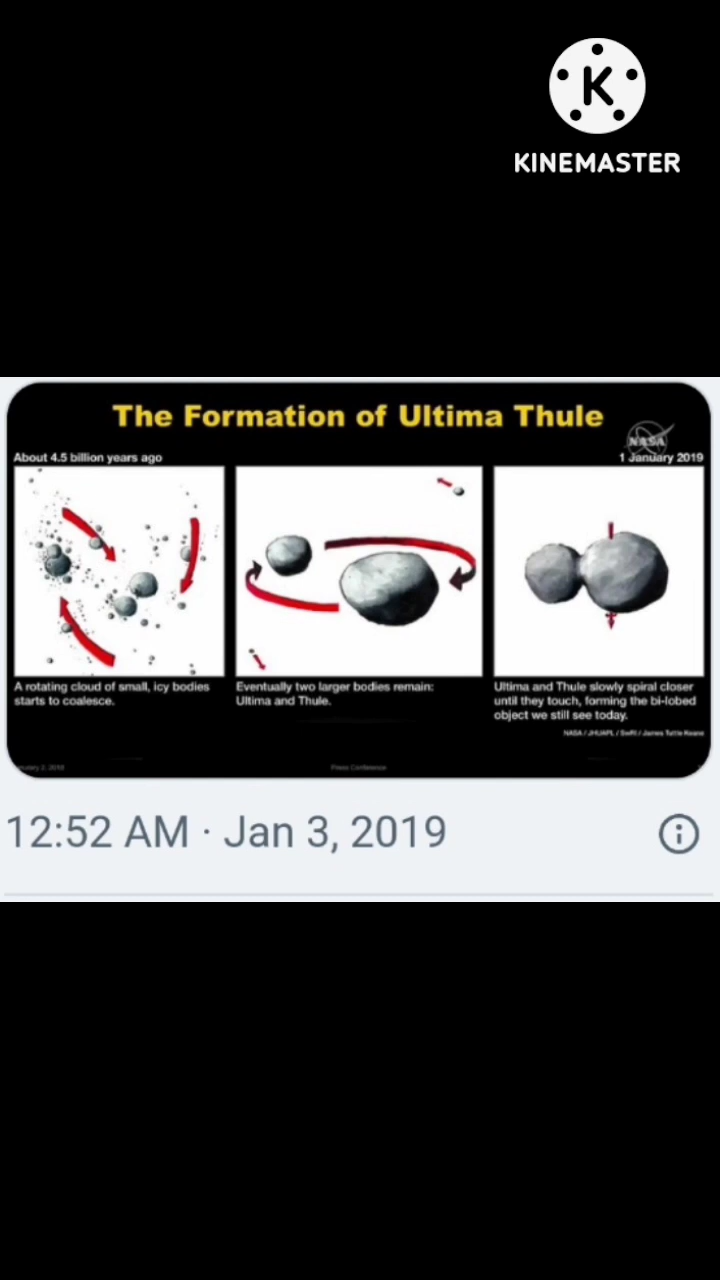 K
KINEMASTER
The Formation of Ultima Thule
NASA
About 4.5 billion years ago
1 January 2019
A rotating cloud of small, icy bodies
starts to coalesce.
Eventually two larger bodies remain:
Ultima and Thule.
Ultima and Thule slowly spiral closer
until they touch, forming the bi-lobed
object we still see today.
NASA / JHUAPL / SwRI / James Tuttle Keane
2, 2019
Press Conference
12:52 AM · Jan 3, 2019